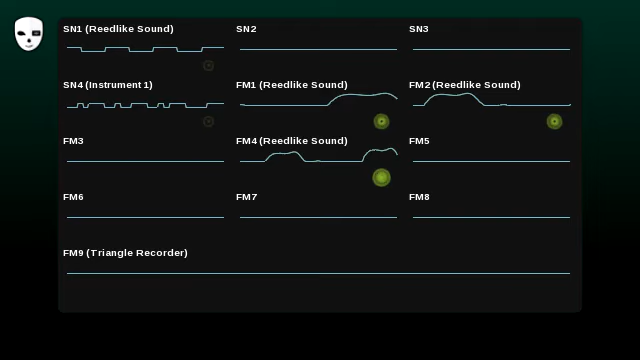 SN1 (Reedlike Sound) SN2 SN3
SN4 (Instrument 1) FM1 (Reedlike Sound) FM2 (Reedlike Sound)
FM3 FM4 (Reedlike Sound) FM5
FM6 FM7 FM8
FM9 (Triangle Recorder)